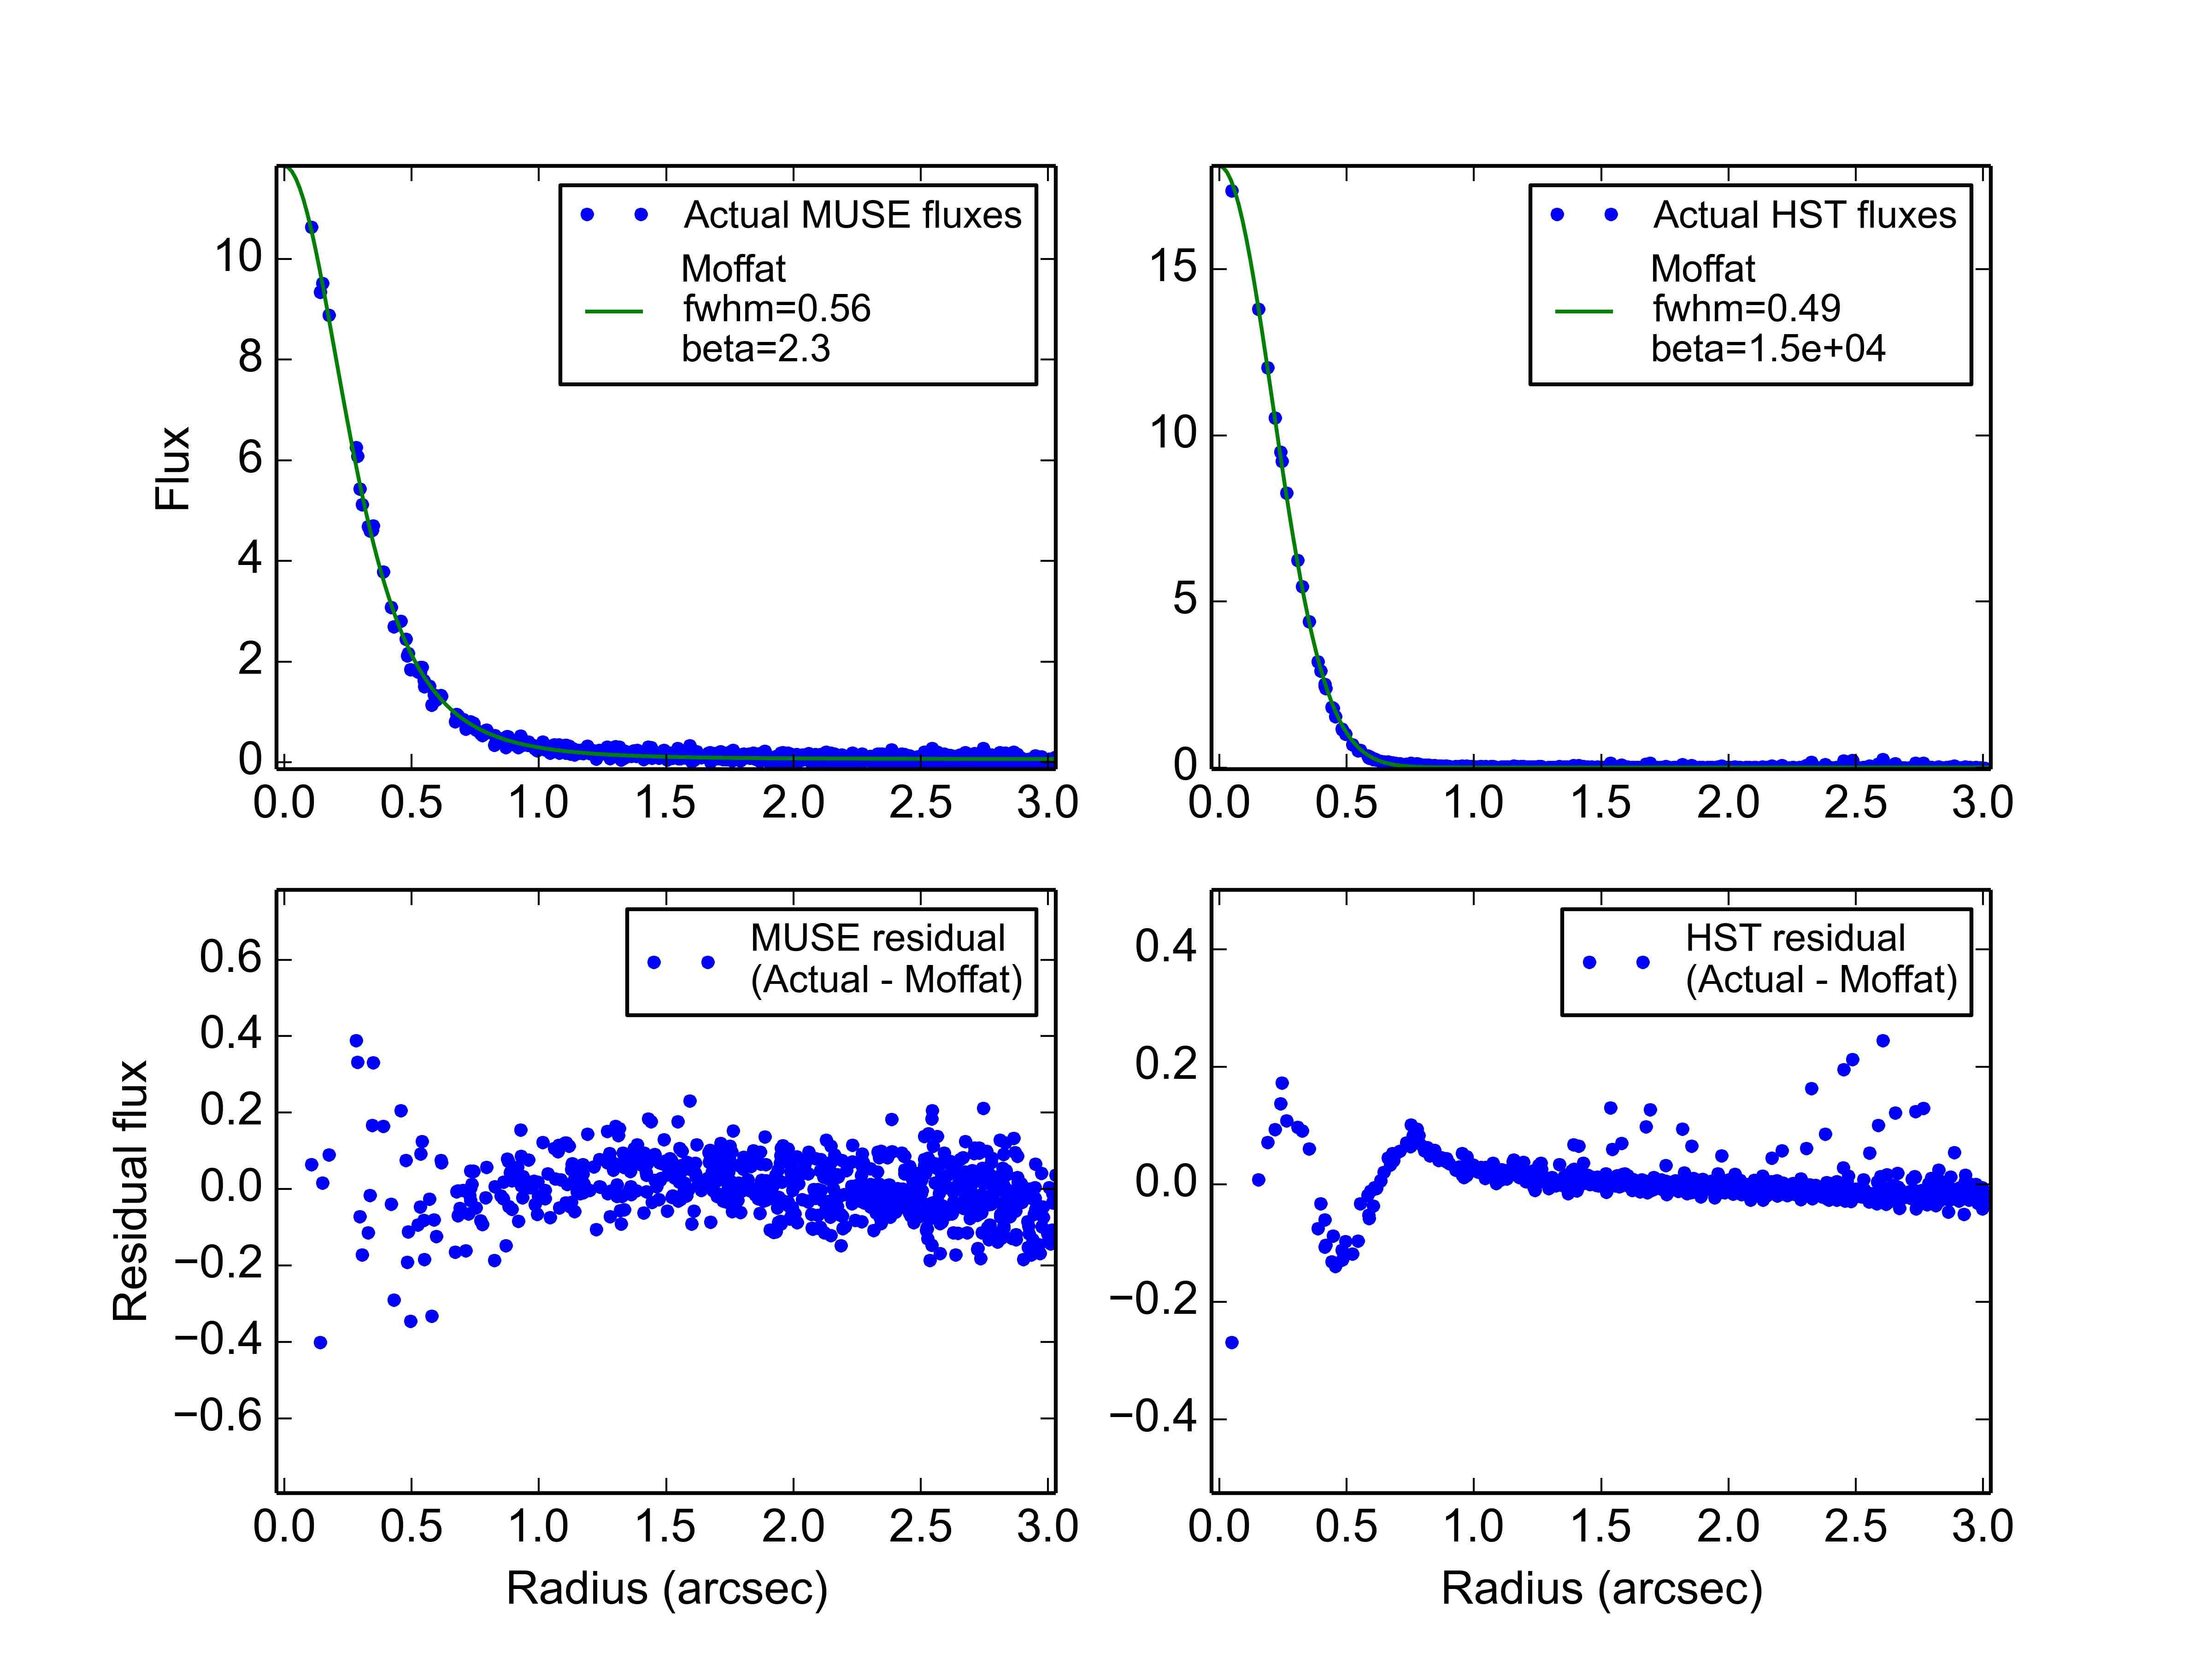 Actual MUSE fluxes
Moffat
fwhm=0.56
beta=2.3
Flux
10
8
6
4
2
0
0.0 0.5 1.0 1.5 2.0 2.5 3.0
Actual HST fluxes
Moffat
fwhm=0.49
beta=1.5e+04
15
10
5
0
0.0 0.5 1.0 1.5 2.0 2.5 3.0
MUSE residual
(Actual - Moffat)
Residual flux
0.6
0.4
0.2
0.0
−0.2
−0.4
−0.6
0.0 0.5 1.0 1.5 2.0 2.5 3.0
Radius (arcsec)
HST residual
(Actual - Moffat)
0.4
0.2
0.0
−0.2
−0.4
0.0 0.5 1.0 1.5 2.0 2.5 3.0
Radius (arcsec)